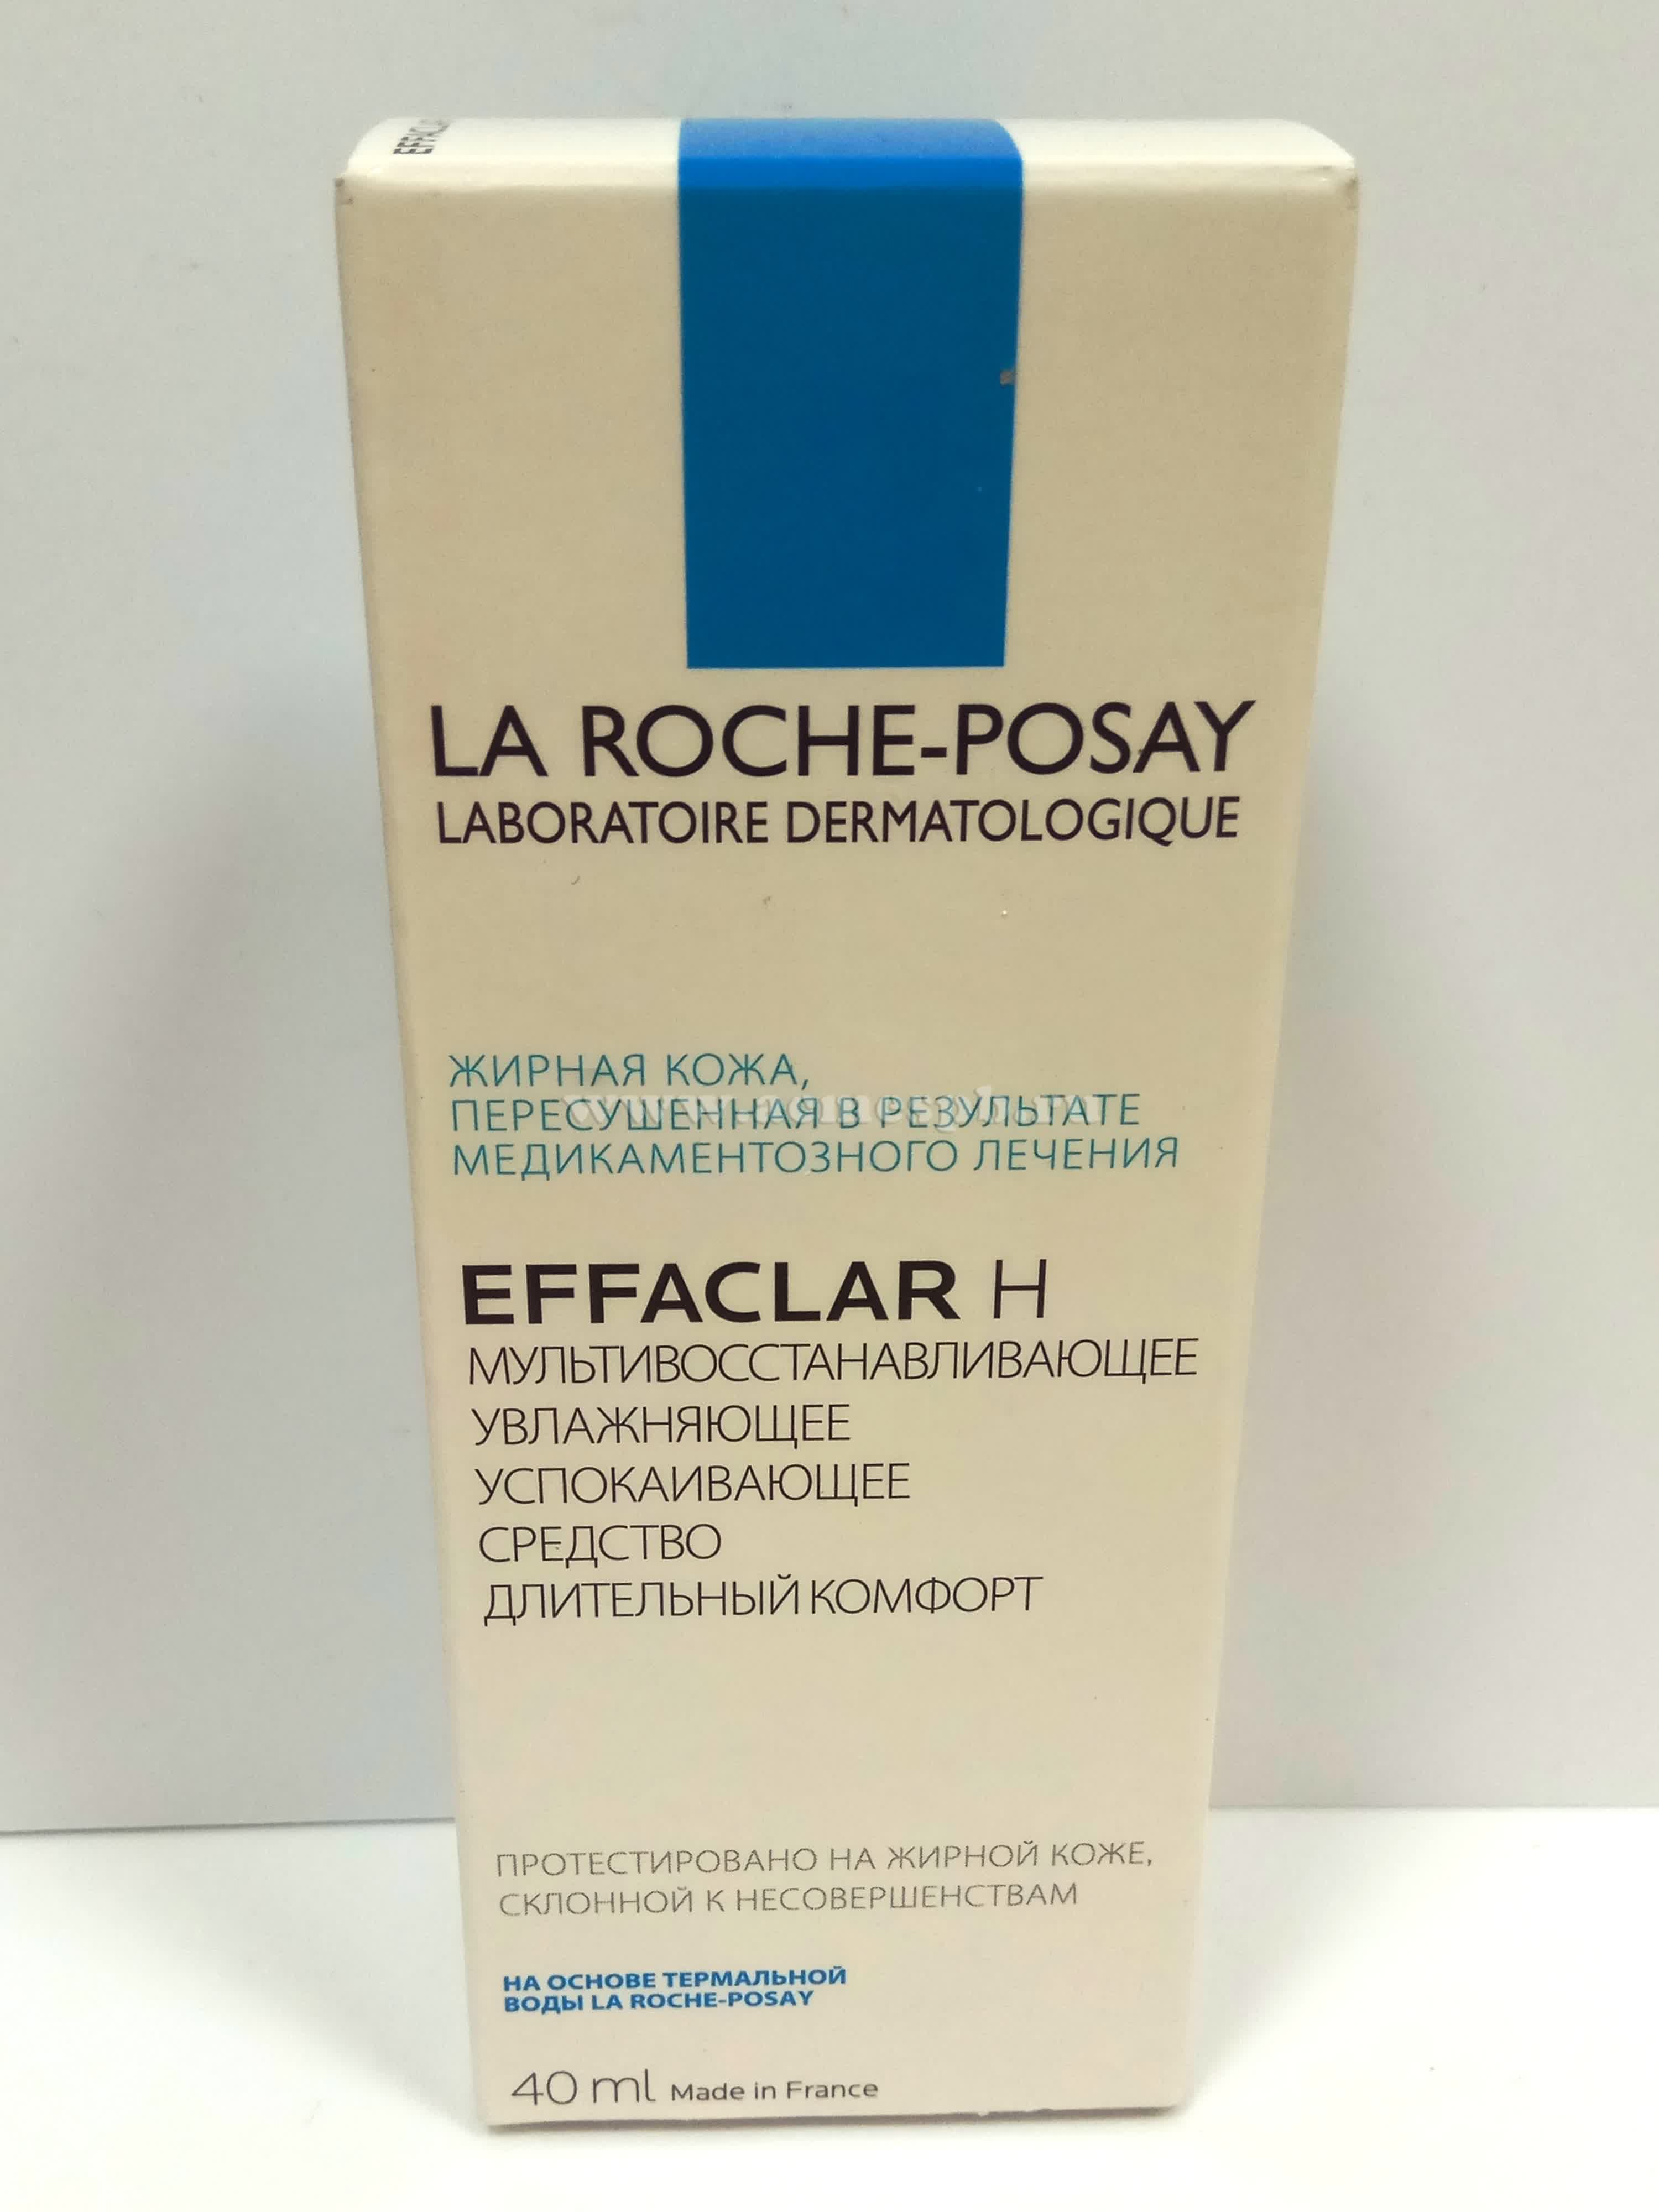 EFFACLA
LA ROCHE-POSAY
LABORATOIRE DERMATOLOGIQUE
ЖИРНАЯ КОЖА,
ПЕРЕСУШЕННАЯ В РЕЗУЛЬТАТЕ
МЕДИКАМЕНТОЗНОГО ЛЕЧЕНИЯ
EFFACLAR H
МУЛЬТИВОССТАНАВЛИВАЮЩЕЕ
УВЛАЖНЯЮЩЕЕ
УСПОКАИВАЮЩЕЕ
СРЕДСТВО
ДЛИТЕЛЬНЫЙ КОМФОРТ
ПРОТЕСТИРОВАНО НА ЖИРНОЙ КОЖЕ,
СКЛОННОЙ К НЕСОВЕРШЕНСТВАМ
НА ОСНОВЕ ТЕРМАЛЬНОЙ
ВОДЫ LA ROCHE-POSAY
40 ml Made in France